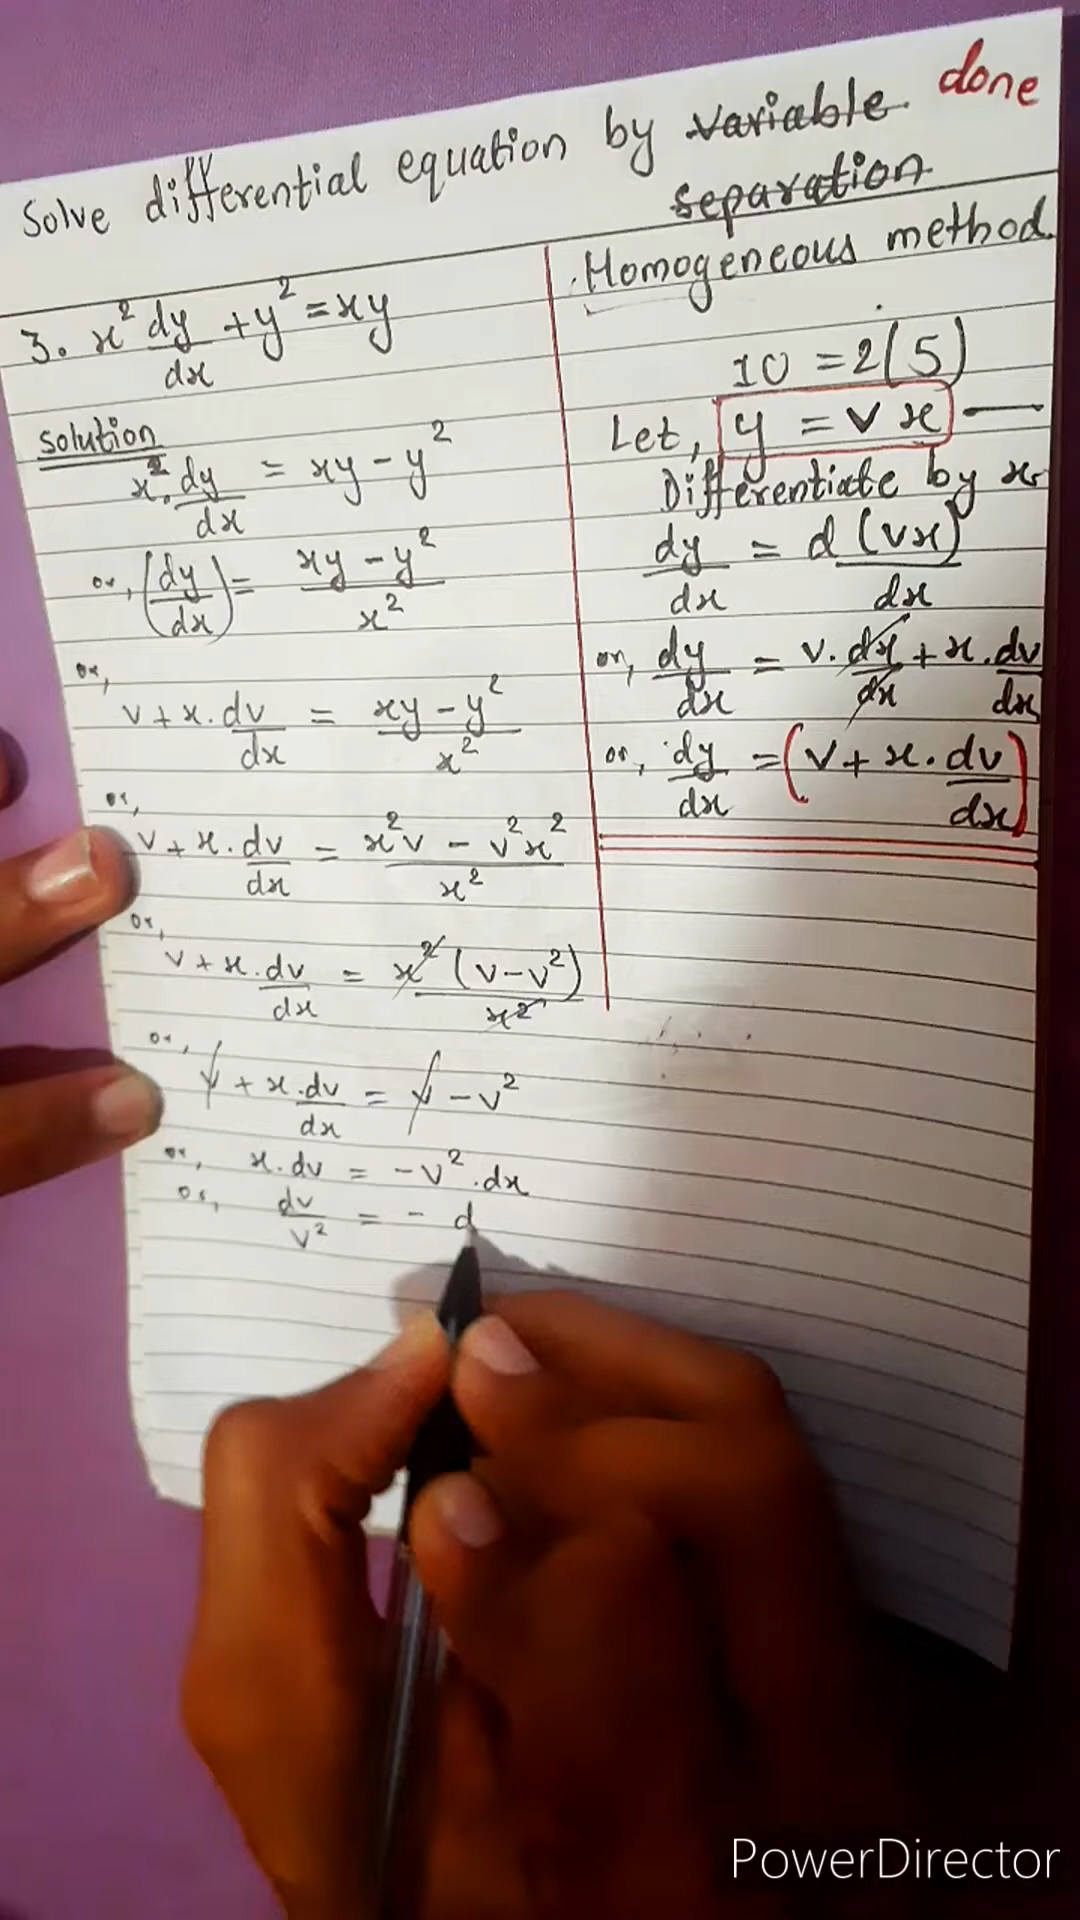 done
Solve differential equation by variable
separation
Homogeneous method.
3. x² dy/dx + y² = xy
Solution
x². dy/dx = xy - y²
or, (dy/dx) = xy - y² / x²
or,
v + x. dv/dx = xy - y² / x²
or,
v + x. dv/dx = x²v - v²x² / x²
or,
v + x. dv/dx = x² (v - v²) / x²
or,
v + x. dv/dx = v - v²
or, x. dv = -v². dx
or, dv/v² = - d
10 = 2(5)
Let, y = vx —
Differentiate by x.
dy/dx = d(vx)/dx
or, dy/dx = v. dx/dx + x. dv/dx
or, dy/dx = (v + x. dv/dx)
PowerDirector